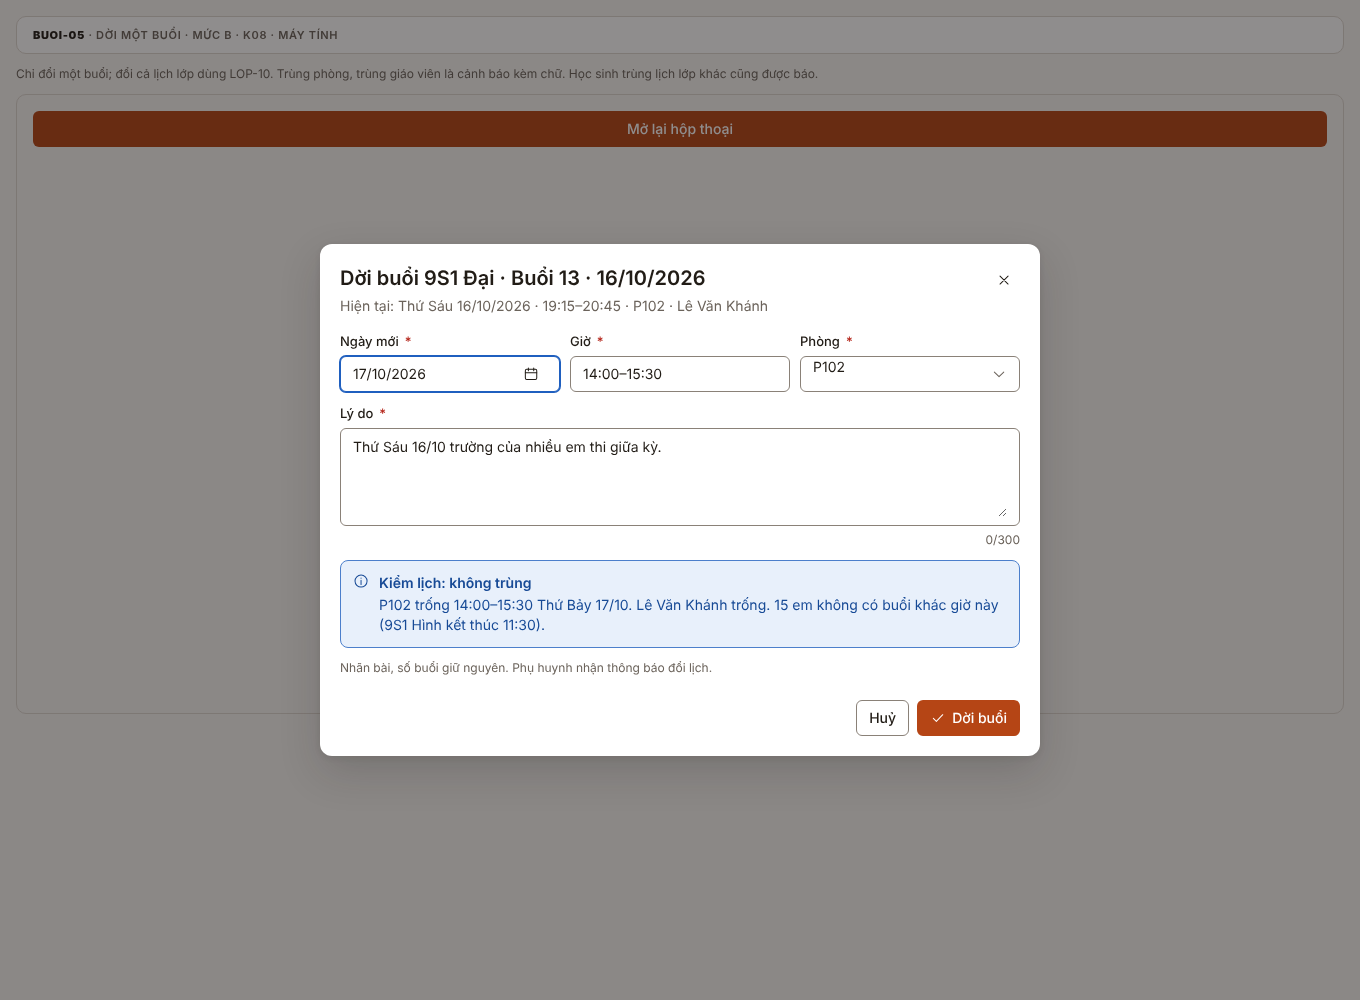 BUOI-05 · DỜI MỘT BUỔI · MỨC B · K08 · MÁY TÍNH
Chỉ đổi một buổi; đổi cả lịch lớp dùng LOP-10. Trùng phòng, trùng giáo viên là cảnh báo kèm chữ. Học sinh trùng lịch lớp khác cũng được báo.
Mở lại hộp thoại
Dời buổi 9S1 Đại · Buổi 13 · 16/10/2026
Hiện tại: Thứ Sáu 16/10/2026 · 19:15–20:45 · P102 · Lê Văn Khánh
Ngày mới * Giờ * Phòng *
17/10/2026 14:00–15:30 P102
Lý do *
Thứ Sáu 16/10 trường của nhiều em thi giữa kỳ.
0/300
Kiểm lịch: không trùng
P102 trống 14:00–15:30 Thứ Bảy 17/10. Lê Văn Khánh trống. 15 em không có buổi khác giờ này
(9S1 Hình kết thúc 11:30).
Nhãn bài, số buổi giữ nguyên. Phụ huynh nhận thông báo đổi lịch.
Huỷ Dời buổi